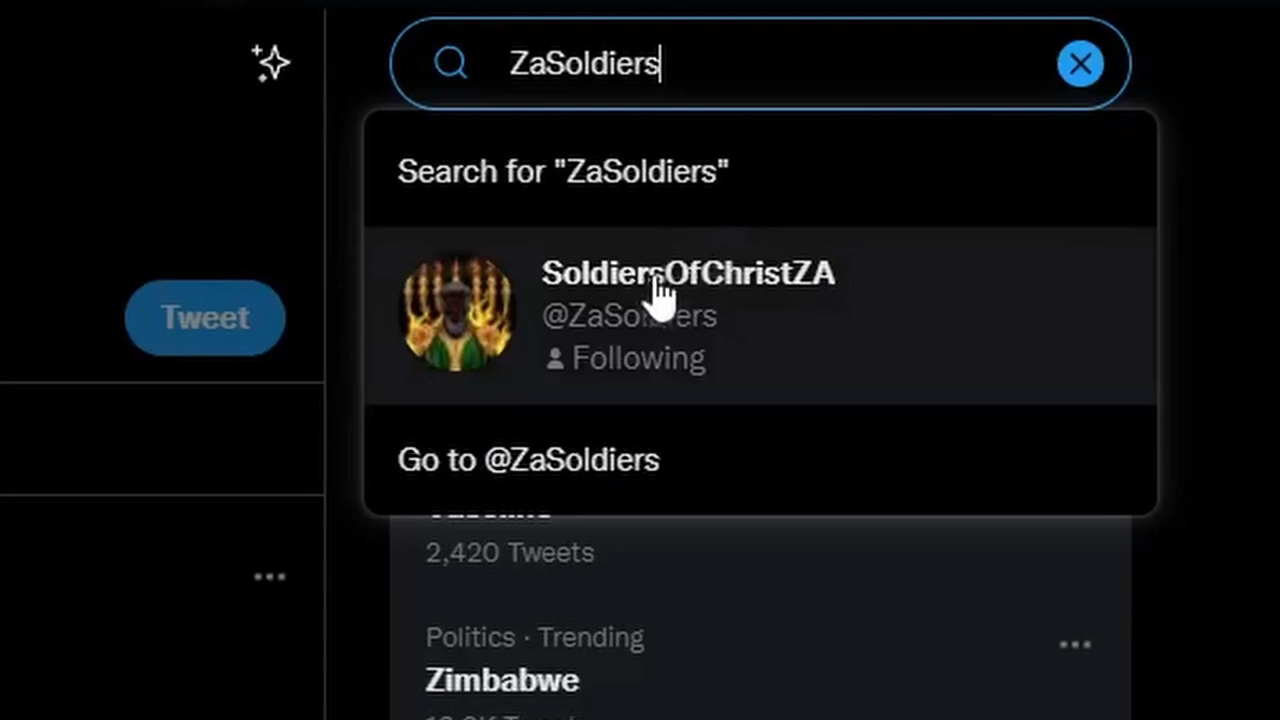 ZaSoldiers
Search for "ZaSoldiers"
SoldiersOfChristZA
@ZaSoldiers
Following
Tweet
Go to @ZaSoldiers
2,420 Tweets
Politics · Trending
Zimbabwe